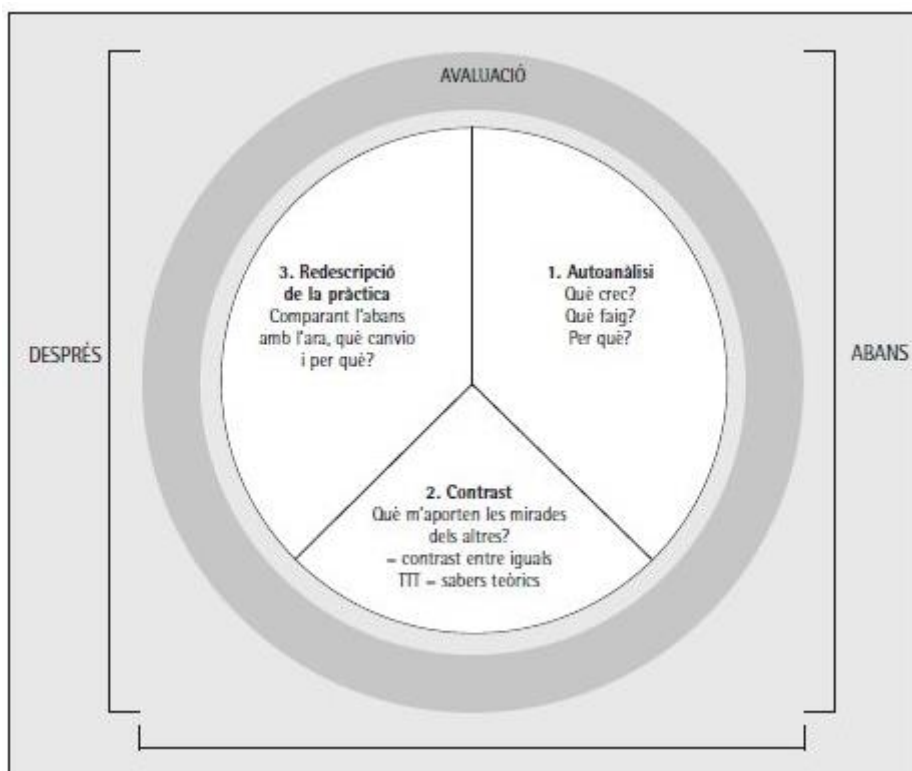 AVALUACIÓ
3. Redescripció
de la pràctica
Comparant l'abans
amb l'ara, què canvio
i per què?
1. Autoanàlisi
Què crec?
Què faig?
Per què?
DESPRÉS
ABANS
2. Contrast
Què m'aporten les mirades
dels altres?
– contrast entre iguals
TTT – sabers teòrics